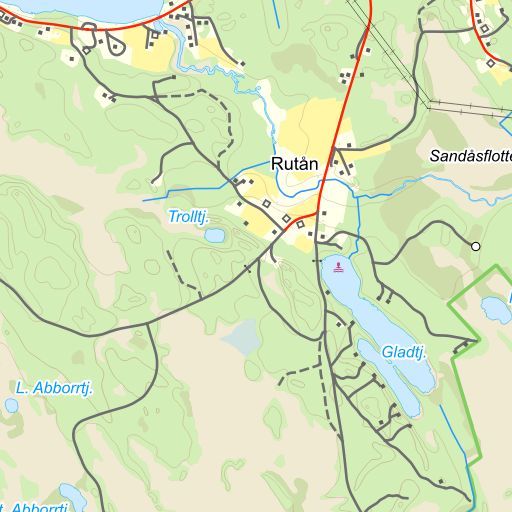 Rutån
Sandåsflotte
Trolltj.
Gladtj.
L. Abborrtj.
t. Abborrtj.